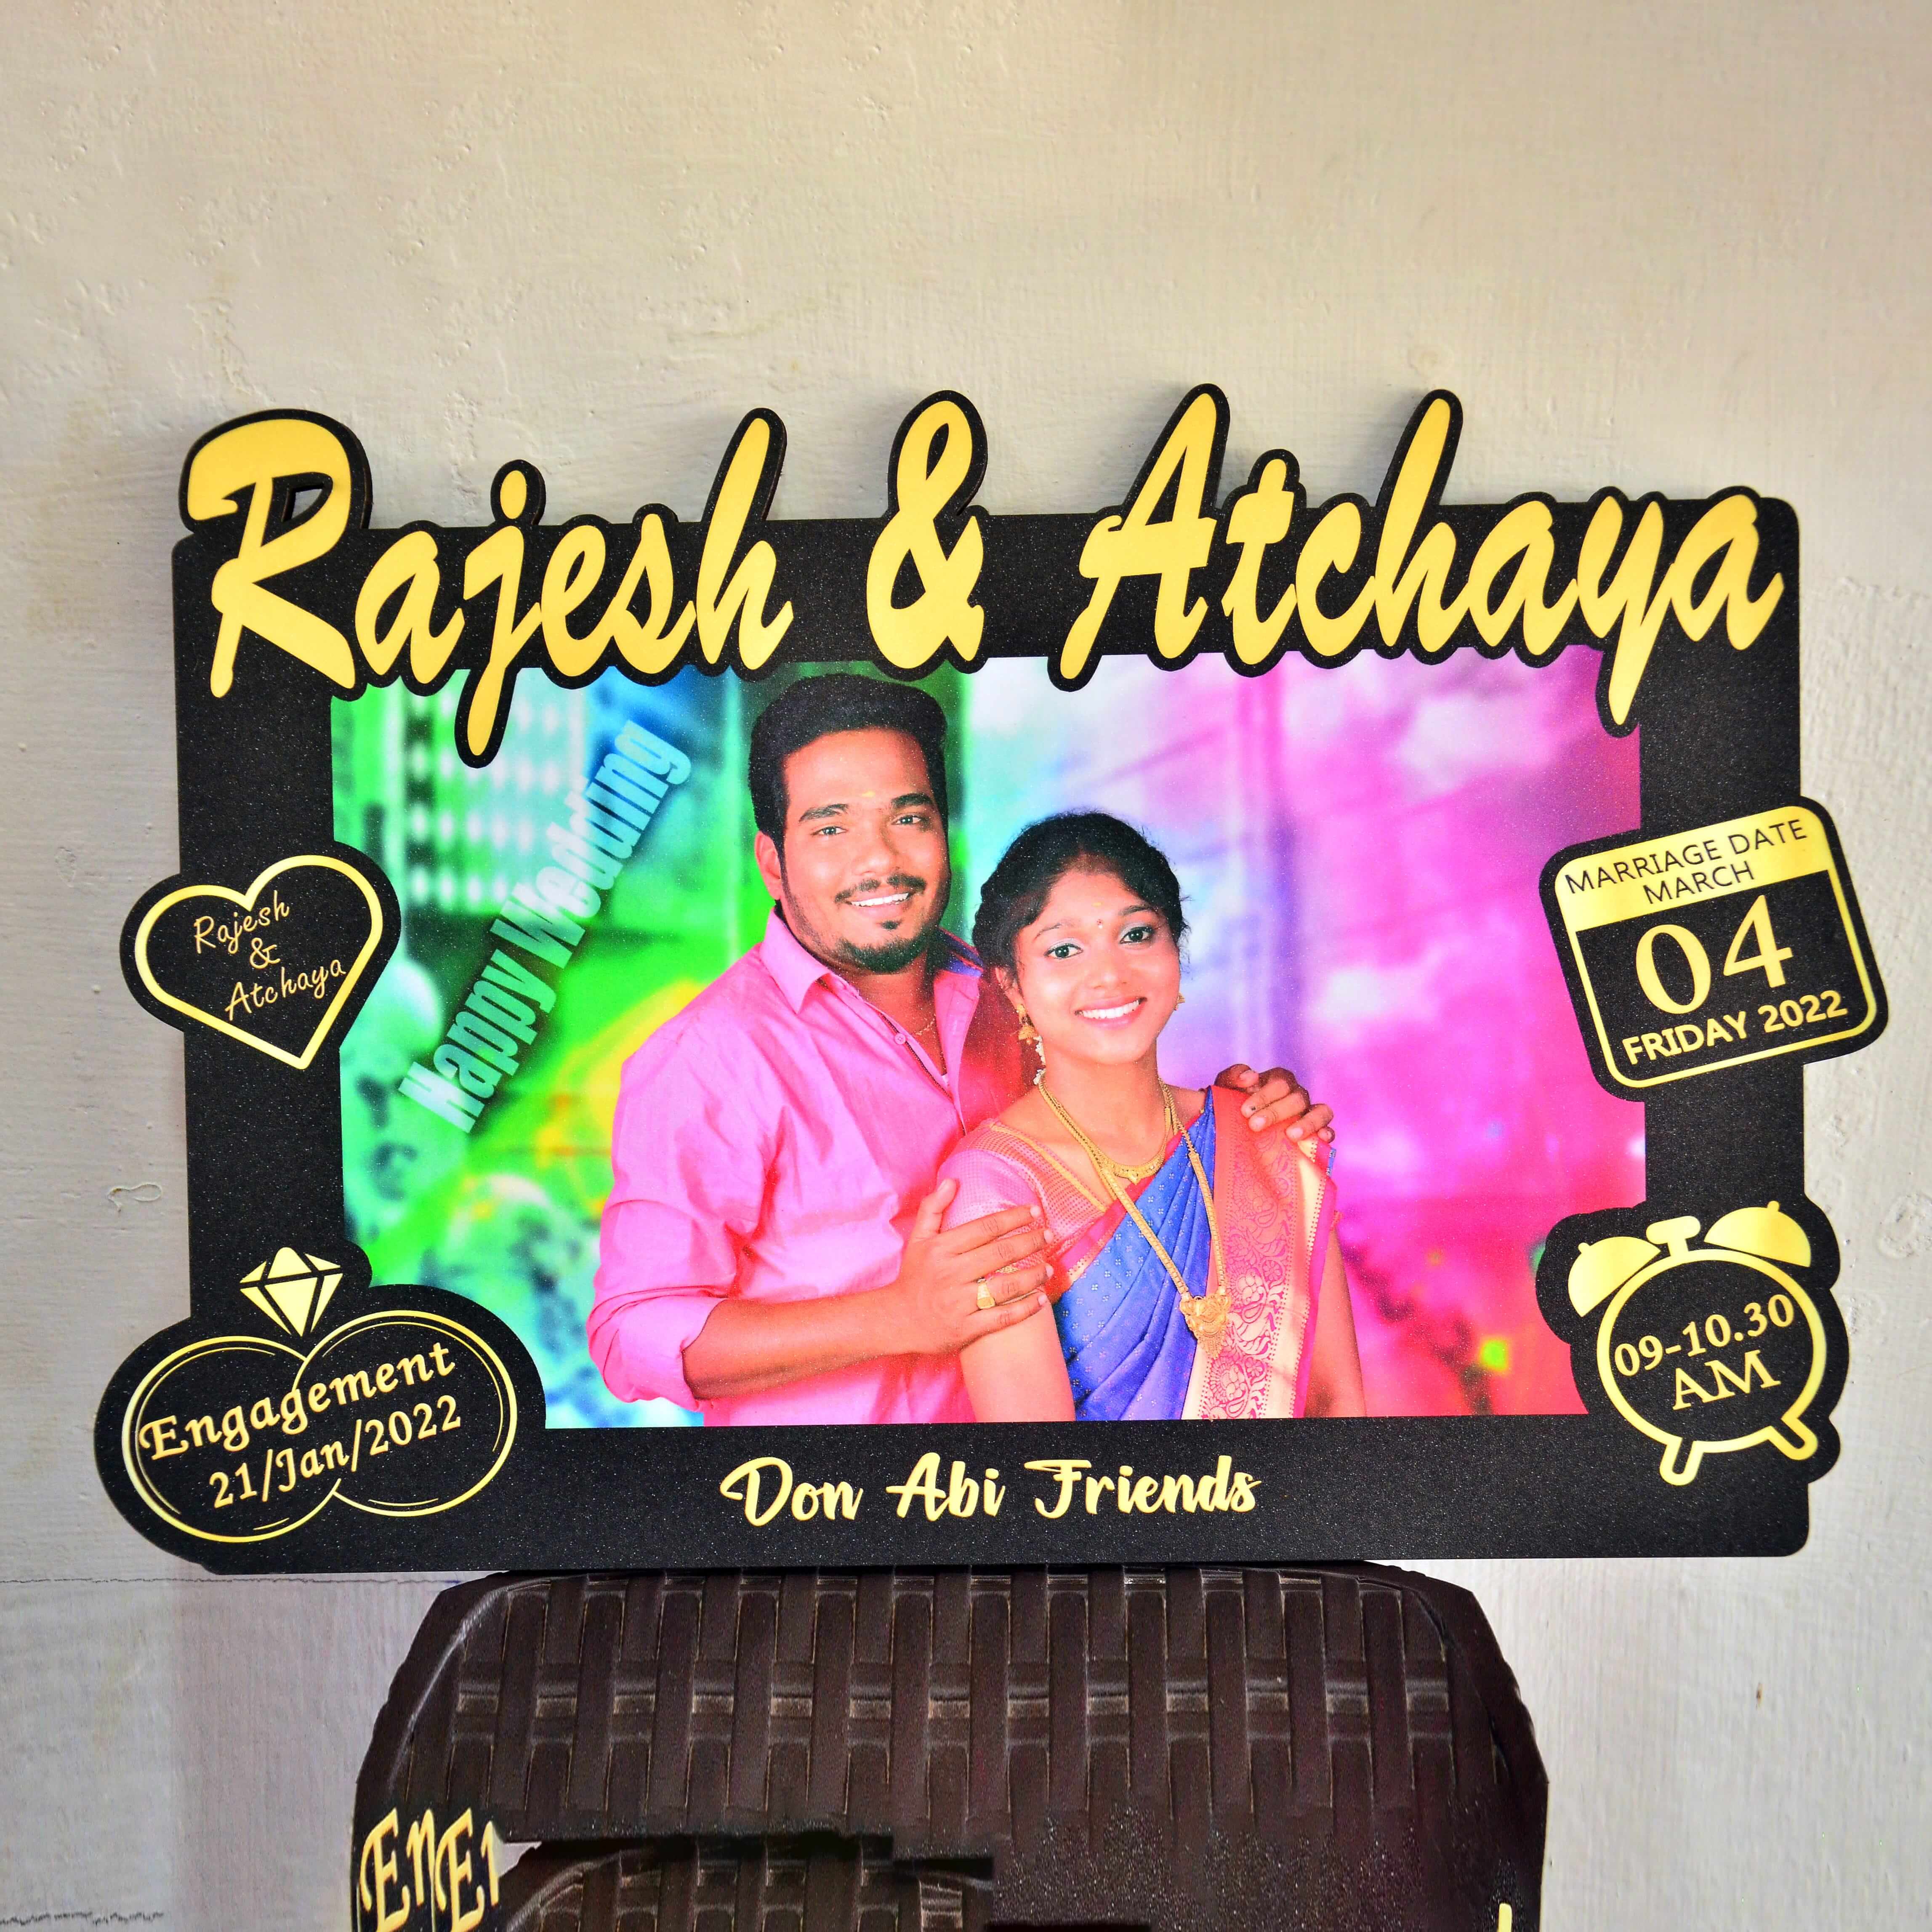 Rajesh & Atchaya
Happy Wedding
Rajesh
&
Atchaya
MARRIAGE DATE
MARCH
04
FRIDAY 2022
Engagement
21/Jan/2022
09-10.30
AM
Don Abi Friends